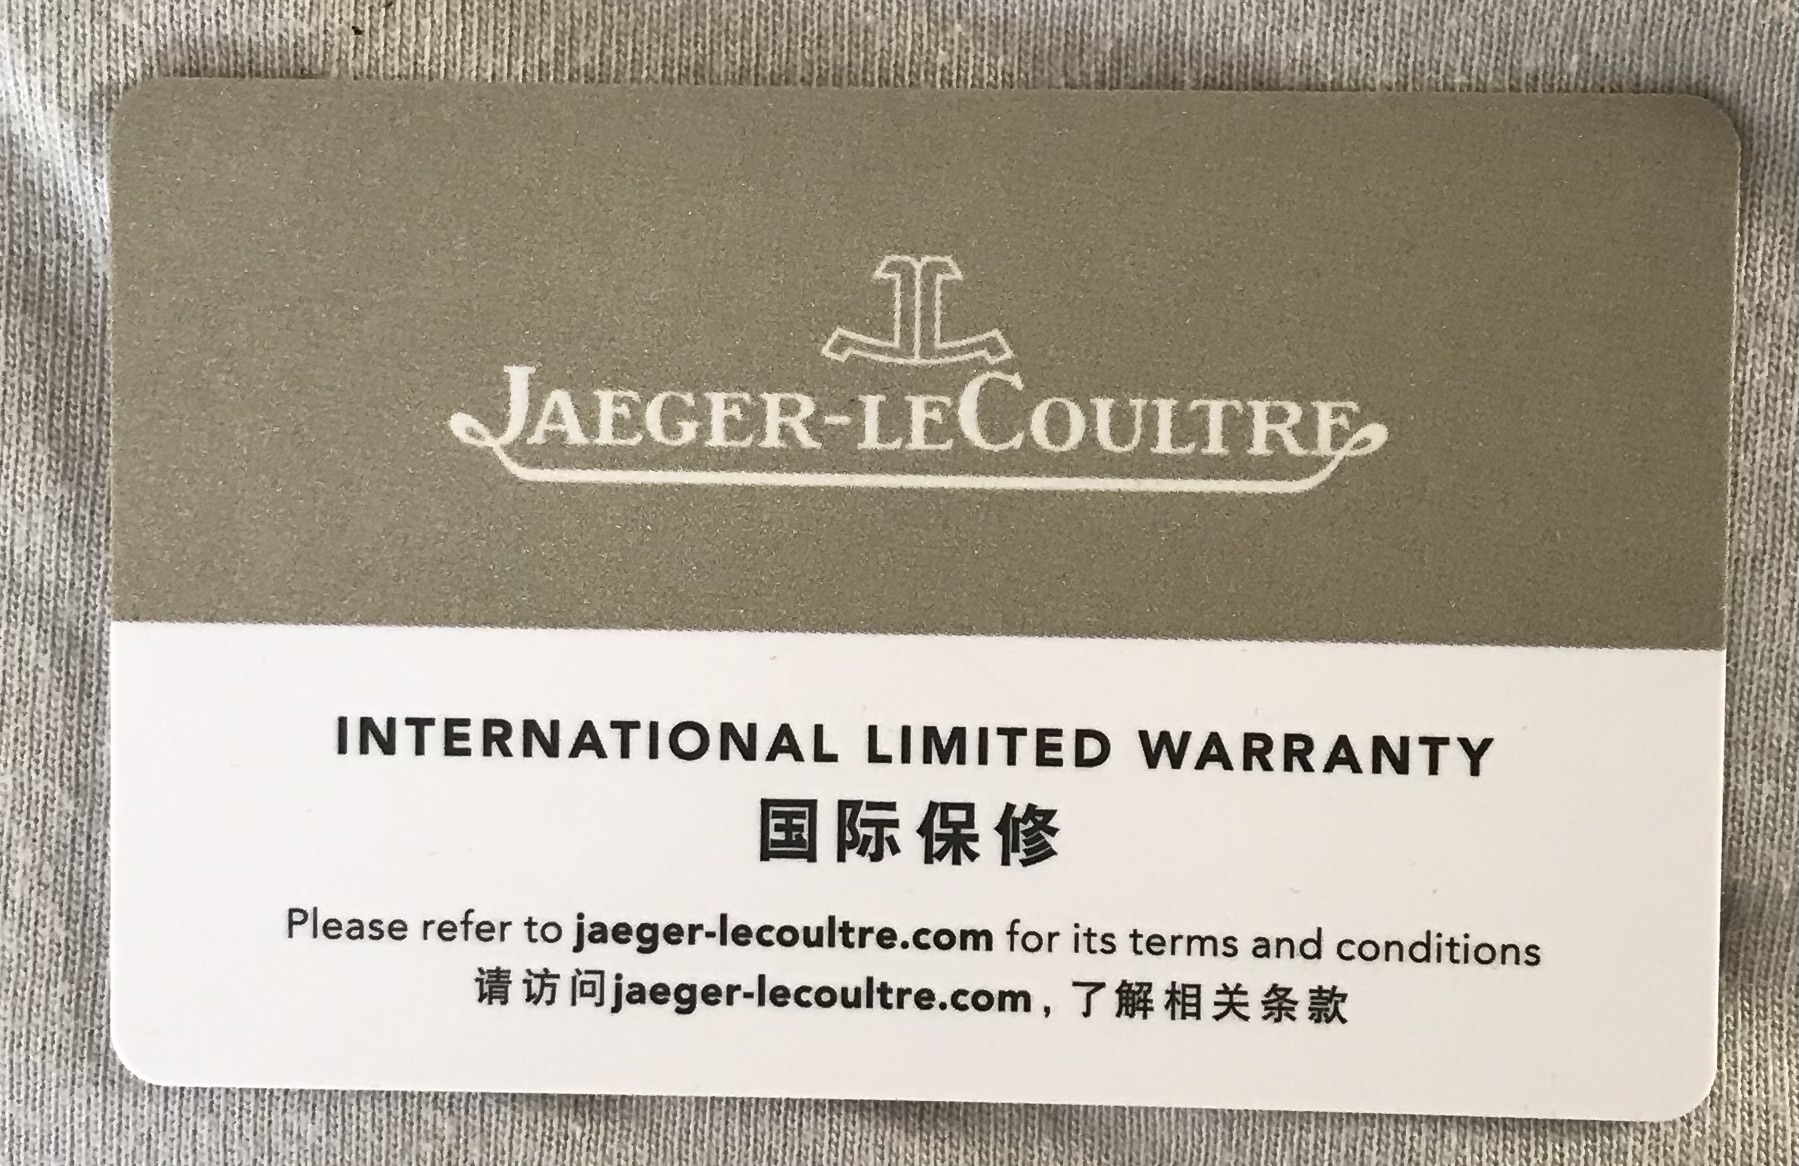 JAEGER-LECOULTRE
INTERNATIONAL LIMITED WARRANTY
国际保修
Please refer to jaeger-lecoultre.com for its terms and conditions
请访问jaeger-lecoultre.com, 了解相关条款